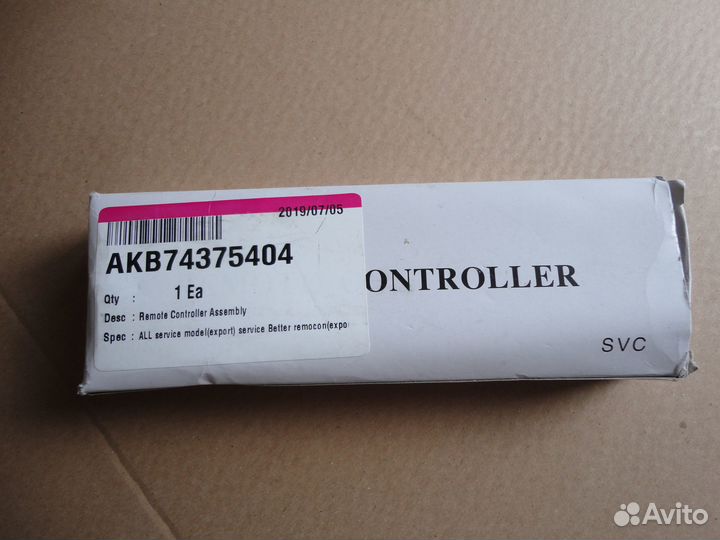 2019/07/05
AKB74375404
Qty : 1 Ea
Desc : Remote Controller Assembly
Spec : ALL service model(export) service Better remocon(expo
ONTROLLER
SVC
Avito